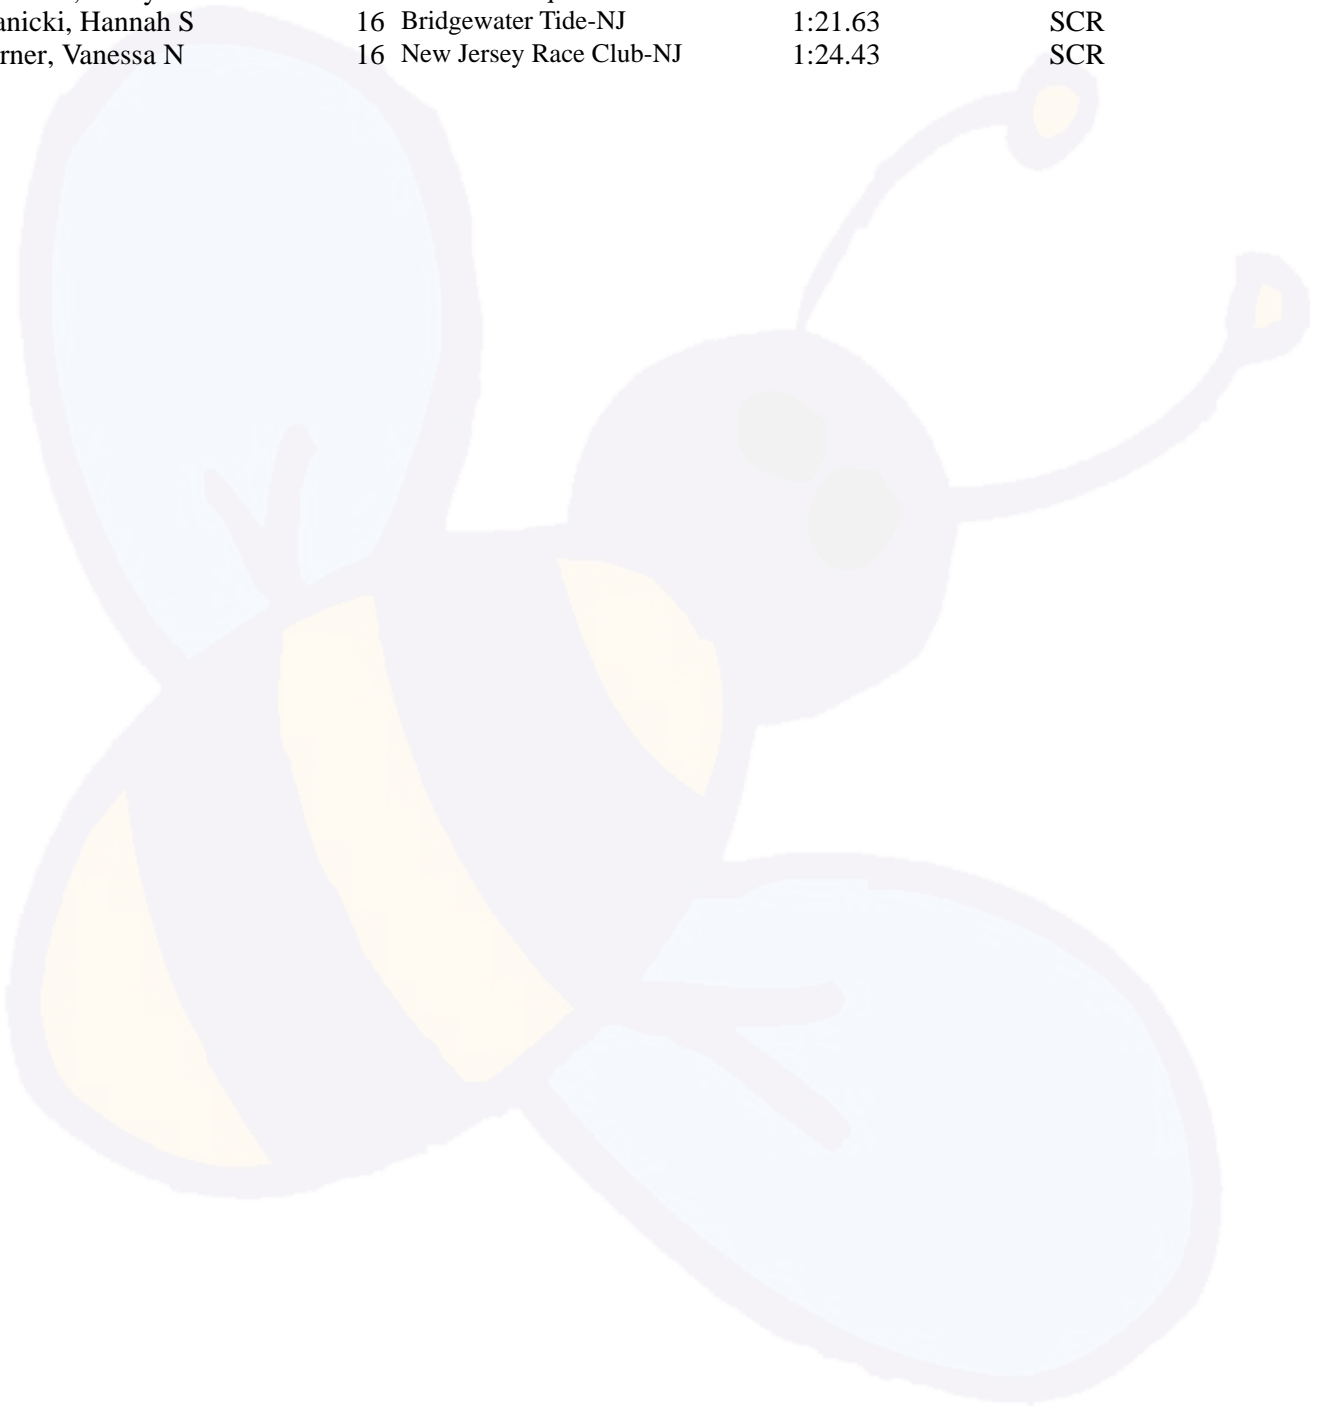 anicki, Hannah S 16 Bridgewater Tide-NJ 1:21.63 SCR
rner, Vanessa N 16 New Jersey Race Club-NJ 1:24.43 SCR